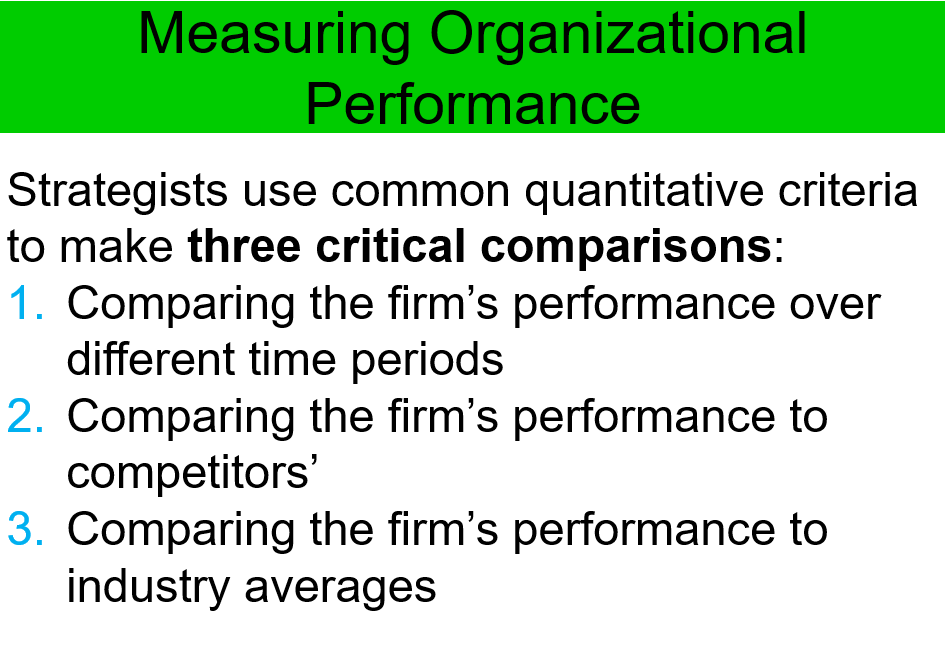 Measuring Organizational
Performance
Strategists use common quantitative criteria
to make three critical comparisons:
1. Comparing the firm’s performance over
different time periods
2. Comparing the firm’s performance to
competitors’
3. Comparing the firm’s performance to
industry averages